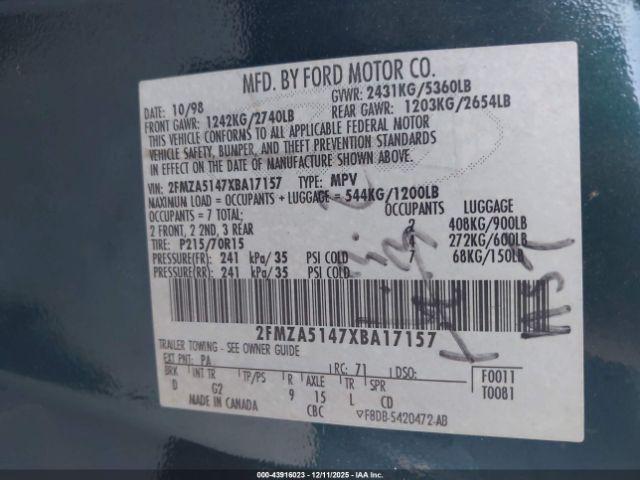 MFD. BY FORD MOTOR CO.
DATE: 10/98 GVWR: 2431KG/5360LB
FRONT GAWR: 1242KG/2740LB REAR GAWR: 1203KG/2654LB
THIS VEHICLE CONFORMS TO ALL APPLICABLE FEDERAL MOTOR
VEHICLE SAFETY, BUMPER, AND THEFT PREVENTION STANDARDS
IN EFFECT ON THE DATE OF MANUFACTURE SHOWN ABOVE.
VIN: 2FMZA5147XBA17157 TYPE: MPV
MAXIMUM LOAD = OCCUPANTS + LUGGAGE = 544KG/1200LB
OCCUPANTS = 7 TOTAL: OCCUPANTS LUGGAGE
2 FRONT, 2 2ND, 3 REAR 2 408KG/900LB
TIRE: P215/70R15 4 272KG/600LB
PRESSURE(FR): 241 kPa/35 PSI COLD 7 68KG/150LB
PRESSURE(RR): 241 kPa/35 PSI COLD
2FMZA5147XBA17157
TRAILER TOWING - SEE OWNER GUIDE
EXT PNT: PA RC: 71 DSO: F0011
BRK INT TR TP/PS R AXLE TR SPR T0081
D G2 9 15 L CD
MADE IN CANADA CBC ▽F8DB-5420472-AB
000-43916023 / 12/11/2025 - IAAI.COM